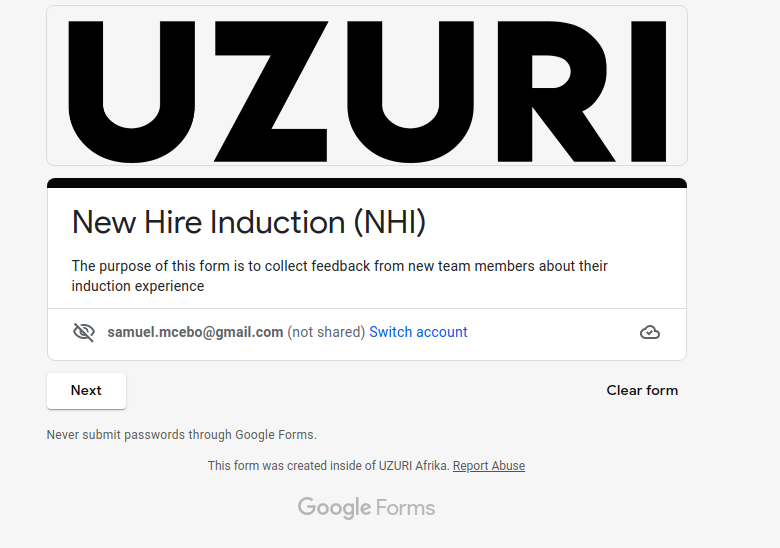 UZURI
New Hire Induction (NHI)
The purpose of this form is to collect feedback from new team members about their
induction experience
samuel.mcebo@gmail.com (not shared) Switch account
Next
Clear form
Never submit passwords through Google Forms.
This form was created inside of UZURI Afrika. Report Abuse
Google Forms